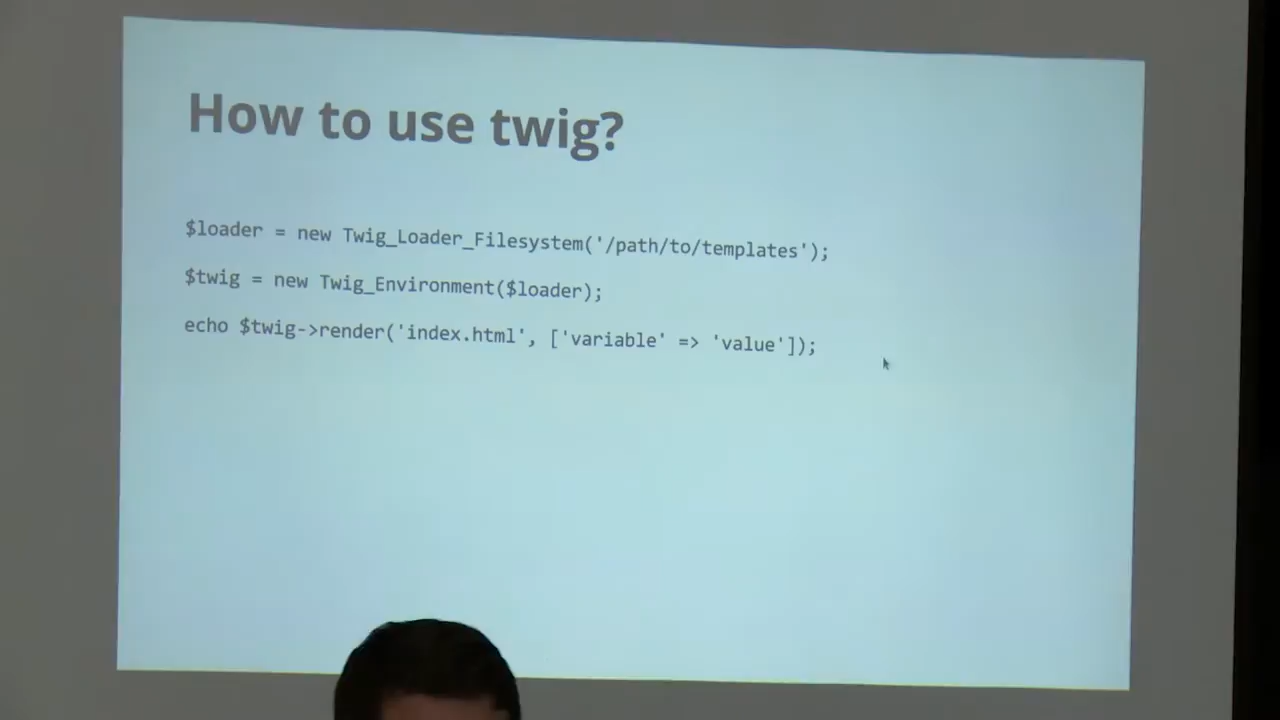 How to use twig?
$loader = new Twig_Loader_Filesystem('/path/to/templates');
$twig = new Twig_Environment($loader);
echo $twig->render('index.html', ['variable' => 'value']);